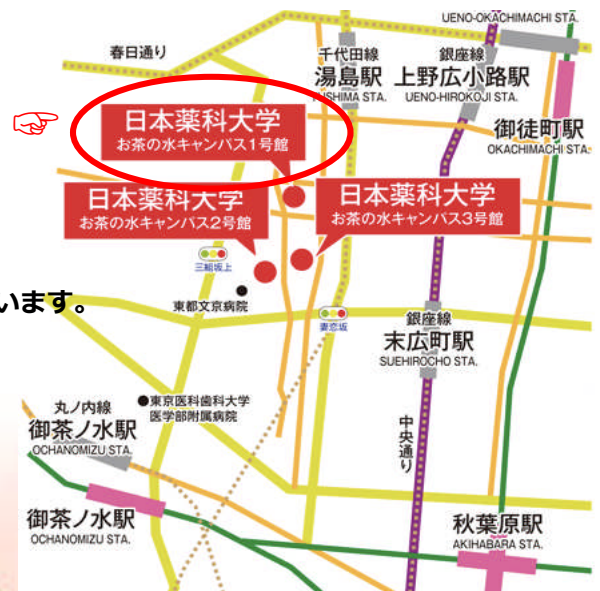 UENO-OKACHIMACHI STA.
春日通り
千代田線
湯島駅
YUSHIMA STA.
銀座線
上野広小路駅
UENO-HIROKOJI STA.
御徒町駅
OKACHIMACHI STA.
☞
日本薬科大学
お茶の水キャンパス1号館
日本薬科大学
お茶の水キャンパス2号館
日本薬科大学
お茶の水キャンパス3号館
三組坂上
います。
東都文京病院
妻恋坂
銀座線
末広町駅
SUEHIROCHO STA.
●東京医科歯科大学
医学部附属病院
丸ノ内線
御茶ノ水駅
OCHANOMIZU STA.
中央通り
御茶ノ水駅
OCHANOMIZU STA.
秋葉原駅
AKIHABARA STA.